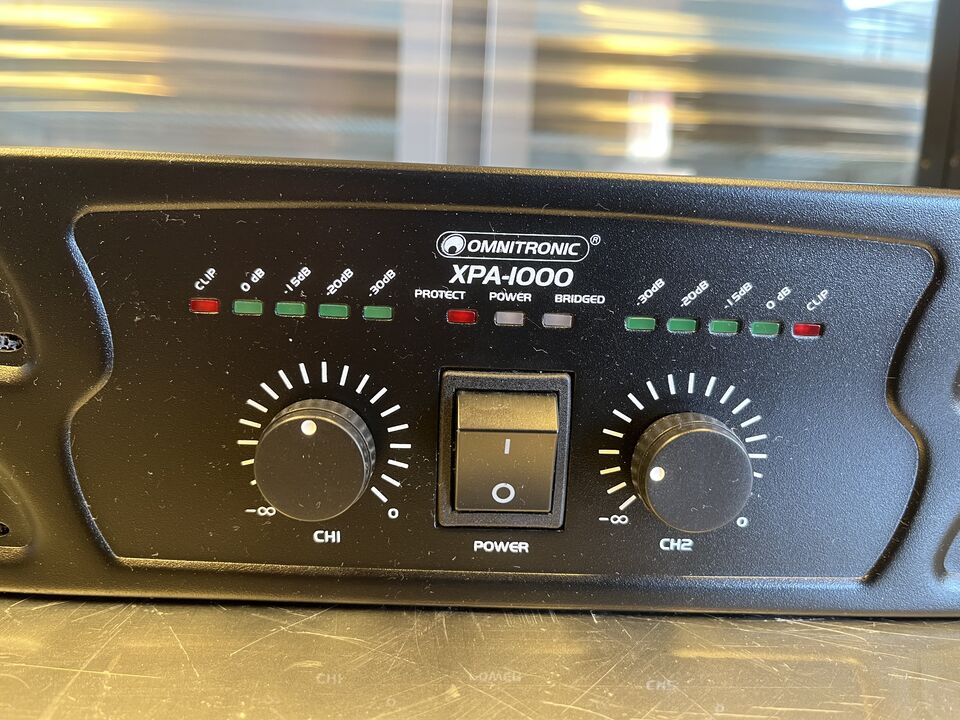 OMNITRONIC®
XPA-1000
PROTECT POWER BRIDGED
CLIP 0 dB -15dB -20dB -30dB
-30dB -20dB -15dB 0 dB CLIP
I
O
-∞ 0
CH1
POWER
-∞ 0
CH2